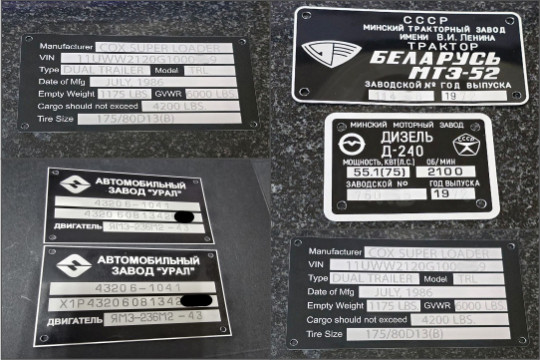 Manufacturer COX SUPER LOADER
VIN 11UWW2120G1000
Type DUAL TRAILER Model TRL
Date of Mfg JULY, 1986
Empty Weight 1175 LBS. GVWR 5000 LBS.
Cargo should not exceed 4200 LBS.
Tire Size 175/80D13(B)
СССР
МИНСКИЙ ТРАКТОРНЫЙ ЗАВОД
ИМЕНИ В.И. ЛЕНИНА
ТРАКТОР
БЕЛАРУСЬ
МТЗ-52
ЗАВОДСКОЙ № ГОД ВЫПУСКА
19
МИНСКИЙ МОТОРНЫЙ ЗАВОД
ДИЗЕЛЬ
Д-240
МОЩНОСТЬ, КВТ(Л.С.) ОБ/МИН
55.1(75) 2100
ЗАВОДСКОЙ № ГОД ВЫПУСКА
19
АВТОМОБИЛЬНЫЙ
ЗАВОД "УРАЛ"
43206-1041
43206081342
ДВИГАТЕЛЬ ЯМЗ-236М2 -43
АВТОМОБИЛЬНЫЙ
ЗАВОД "УРАЛ"
43206-1041
X1P43206081342
ДВИГАТЕЛЬ ЯМЗ-236М2 -43
Manufacturer COX SUPER LOADER
VIN 11UWW2120G100
Type DUAL TRAILER Model TRL
Date of Mfg JULY, 1986
Empty Weight 1175 LBS. GVWR 5000 LBS.
Cargo should not exceed 4200 LBS.
Tire Size 175/80D13(B)